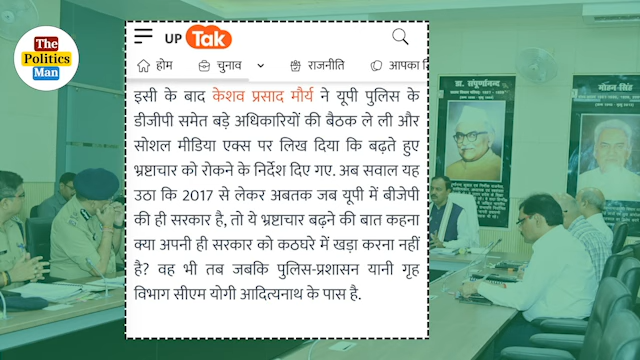 The
Politics
Man
UP Tak
होम चुनाव राजनीति आपका
इसी के बाद केशव प्रसाद मौर्य ने यूपी पुलिस के
डीजीपी समेत बड़े अधिकारियों की बैठक ले ली और
सोशल मीडिया एक्स पर लिख दिया कि बढ़ते हुए
भ्रष्टाचार को रोकने के निर्देश दिए गए. अब सवाल यह
उठा कि 2017 से लेकर अबतक जब यूपी में बीजेपी
की ही सरकार है, तो ये भ्रष्टाचार बढ़ने की बात कहना
क्या अपनी ही सरकार को कठघरे में खड़ा करना नहीं
है? वह भी तब जबकि पुलिस-प्रशासन यानी गृह
विभाग सीएम योगी आदित्यनाथ के पास है.
डा. संपूर्णानन्द